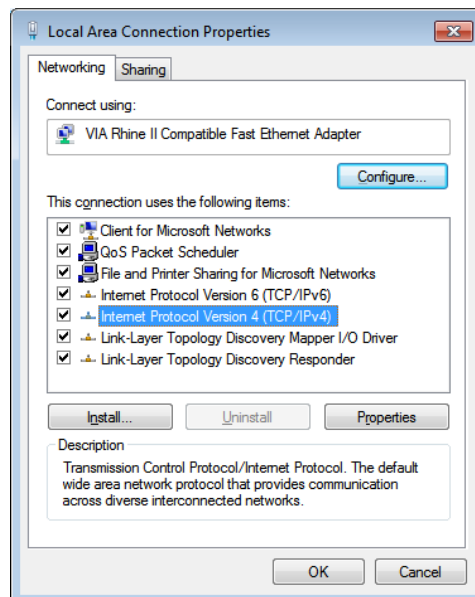 Local Area Connection Properties
Networking
Sharing
Connect using:
VIA Rhine II Compatible Fast Ethernet Adapter
Configure...
This connection uses the following items:
Client for Microsoft Networks
QoS Packet Scheduler
File and Printer Sharing for Microsoft Networks
Internet Protocol Version 6 (TCP/IPv6)
Internet Protocol Version 4 (TCP/IPv4)
Link-Layer Topology Discovery Mapper I/O Driver
Link-Layer Topology Discovery Responder
Install...
Uninstall
Properties
Description
Transmission Control Protocol/Internet Protocol. The default
wide area network protocol that provides communication
across diverse interconnected networks.
OK
Cancel